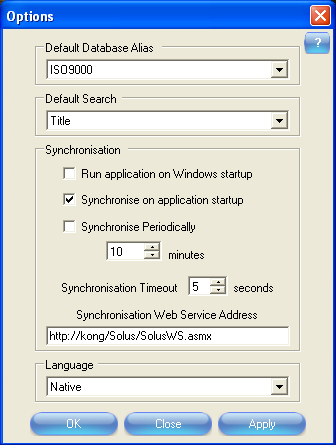 Options
?
Default Database Alias
ISO9000
Default Search
Title
Synchronisation
Run application on Windows startup
Synchronise on application startup
Synchronise Periodically
10 minutes
Synchronisation Timeout 5 seconds
Synchronisation Web Service Address
http://kong/Solus/SolusWS.asmx
Language
Native
OK Close Apply